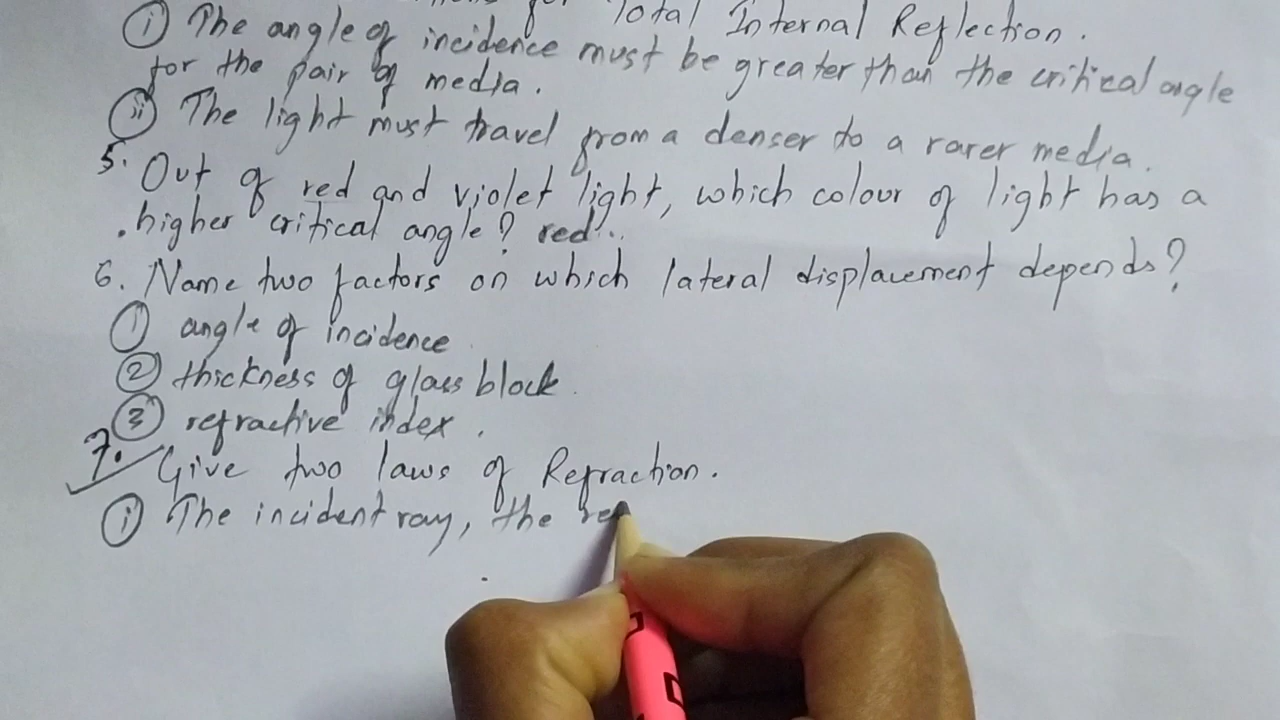 for Total Internal Reflection.
(i) The angle of incidence must be greater than the critical angle
for the pair of media.
(ii) The light must travel from a denser to a rarer media.
5. Out of red and violet light, which colour of light has a
higher critical angle? red..
6. Name two factors on which lateral displacement depends?
(1) angle of incidence
(2) thickness of glass block.
(3) refractive index.
7. Give two laws of Refraction.
(i) The incident ray, the re